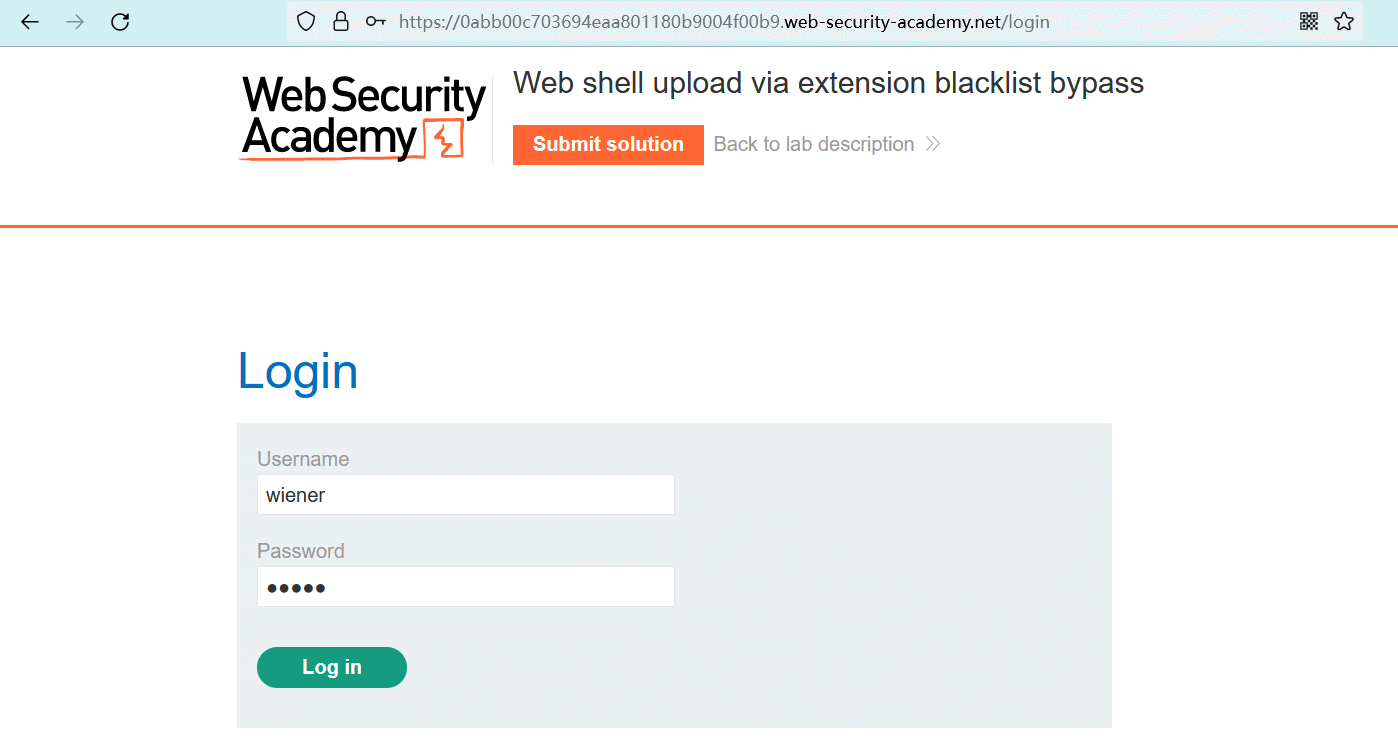 https://0abb00c703694eaa801180b9004f00b9.web-security-academy.net/login
Web Security
Academy
Web shell upload via extension blacklist bypass
Submit solution
Back to lab description
Login
Username
wiener
Password
•••••
Log in